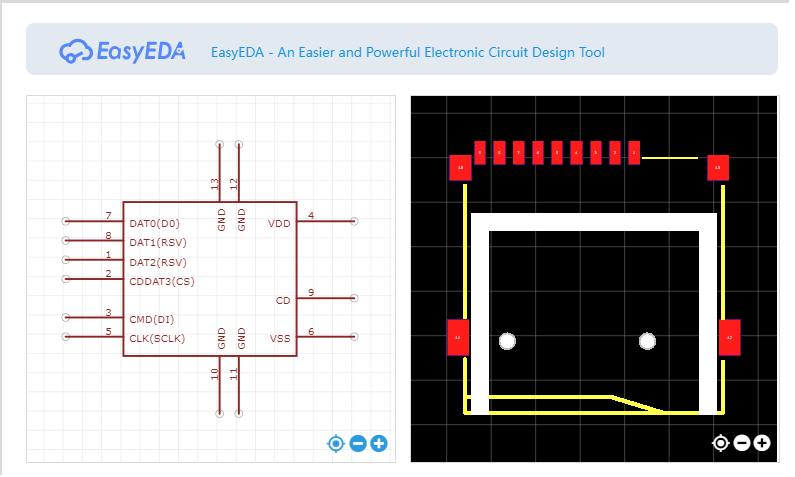 EasyEDA EasyEDA - An Easier and Powerful Electronic Circuit Design Tool
13 12
7 DAT0(D0) GND GND VDD 4
8 DAT1(RSV)
1 DAT2(RSV)
2 CDDAT3(CS)
CD 9
3 CMD(DI)
5 CLK(SCLK) GND GND VSS 6
10 11